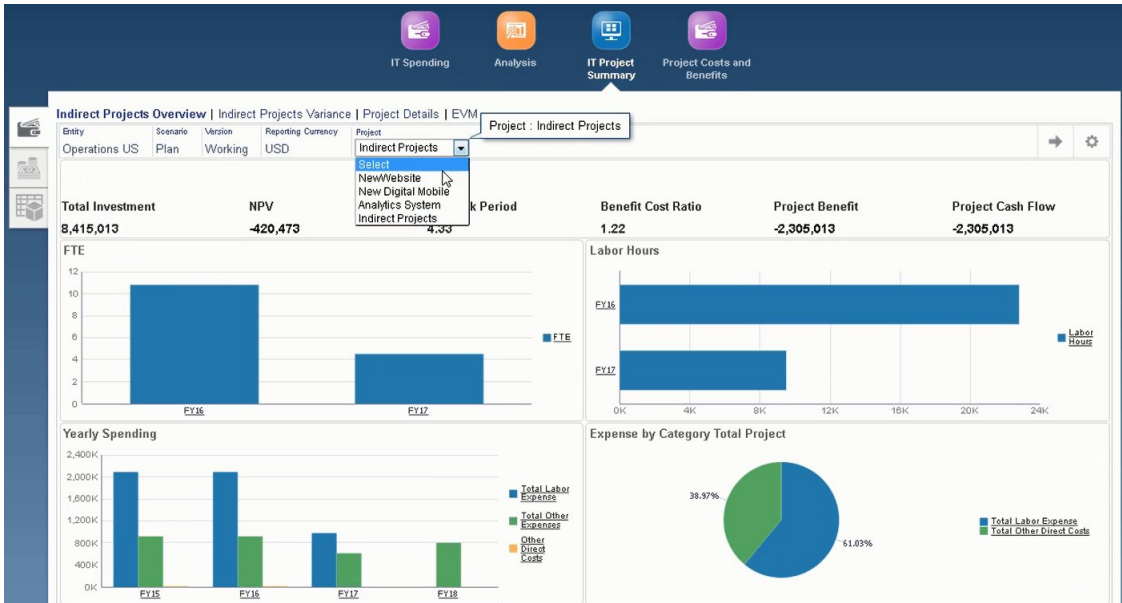 IT Spending
Analysis
IT Project
Summary
Project Costs and
Benefits
Indirect Projects Overview | Indirect Projects Variance | Project Details | EVM
Project : Indirect Projects
Entity Scenario Version Reporting Currency Project
Operations US Plan Working USD Indirect Projects
Select
NewWebsite
New Digital Mobile
Analytics System
Indirect Projects
Total Investment NPV k Period Benefit Cost Ratio Project Benefit Project Cash Flow
8,415,013 -420,473 4.33 1.22 -2,305,013 -2,305,013
FTE
12
10
8
6
4
2
0
FY16 FY17
FTE
Labor Hours
FY16
FY17
0K 4K 8K 12K 16K 20K 24K
Labor
Hours
Yearly Spending
2,400K
2,000K
1,600K
1,200K
800K
400K
0K
FY15 FY16 FY17 FY18
Total Labor
Expense
Total Other
Expenses
Other
Direct
Costs
Expense by Category Total Project
38.97%
61.03%
Total Labor Expense
Total Other Direct Costs